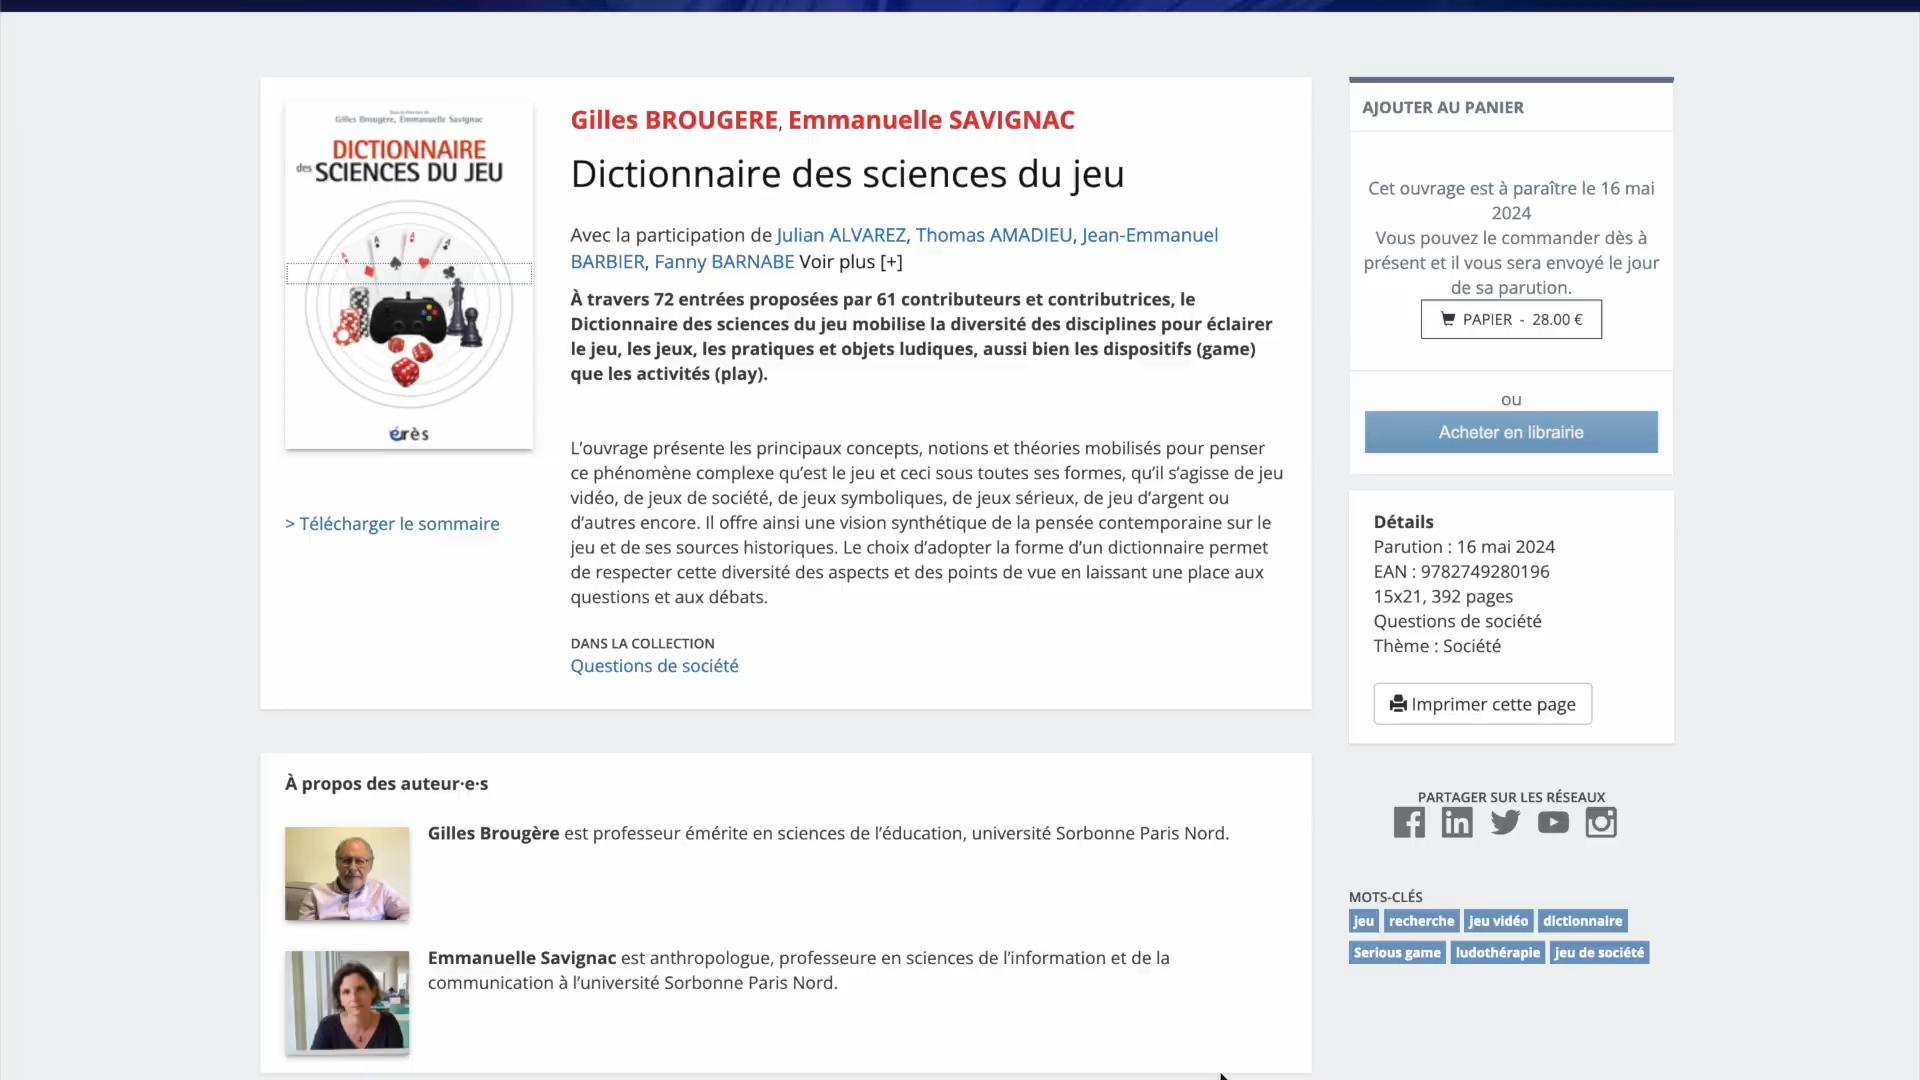 Sous la direction de
Gilles Brougère, Emmanuelle Savignac
DICTIONNAIRE
des SCIENCES DU JEU
érès
> Télécharger le sommaire
Gilles BROUGERE, Emmanuelle SAVIGNAC
Dictionnaire des sciences du jeu
Avec la participation de Julian ALVAREZ, Thomas AMADIEU, Jean-Emmanuel
BARBIER, Fanny BARNABE Voir plus [+]
À travers 72 entrées proposées par 61 contributeurs et contributrices, le
Dictionnaire des sciences du jeu mobilise la diversité des disciplines pour éclairer
le jeu, les jeux, les pratiques et objets ludiques, aussi bien les dispositifs (game)
que les activités (play).
L’ouvrage présente les principaux concepts, notions et théories mobilisés pour penser
ce phénomène complexe qu’est le jeu et ceci sous toutes ses formes, qu’il s’agisse de jeu
vidéo, de jeux de société, de jeux symboliques, de jeux sérieux, de jeu d’argent ou
d’autres encore. Il offre ainsi une vision synthétique de la pensée contemporaine sur le
jeu et de ses sources historiques. Le choix d’adopter la forme d’un dictionnaire permet
de respecter cette diversité des aspects et des points de vue en laissant une place aux
questions et aux débats.
DANS LA COLLECTION
Questions de société
À propos des auteur·e·s
Gilles Brougère est professeur émérite en sciences de l’éducation, université Sorbonne Paris Nord.
Emmanuelle Savignac est anthropologue, professeure en sciences de l’information et de la
communication à l’université Sorbonne Paris Nord.
AJOUTER AU PANIER
Cet ouvrage est à paraître le 16 mai
2024
Vous pouvez le commander dès à
présent et il vous sera envoyé le jour
de sa parution.
PAPIER - 28.00 €
ou
Acheter en librairie
Détails
Parution : 16 mai 2024
EAN : 9782749280196
15x21, 392 pages
Questions de société
Thème : Société
Imprimer cette page
PARTAGER SUR LES RÉSEAUX
MOTS-CLÉS
jeu recherche jeu vidéo dictionnaire
Serious game ludothérapie jeu de société